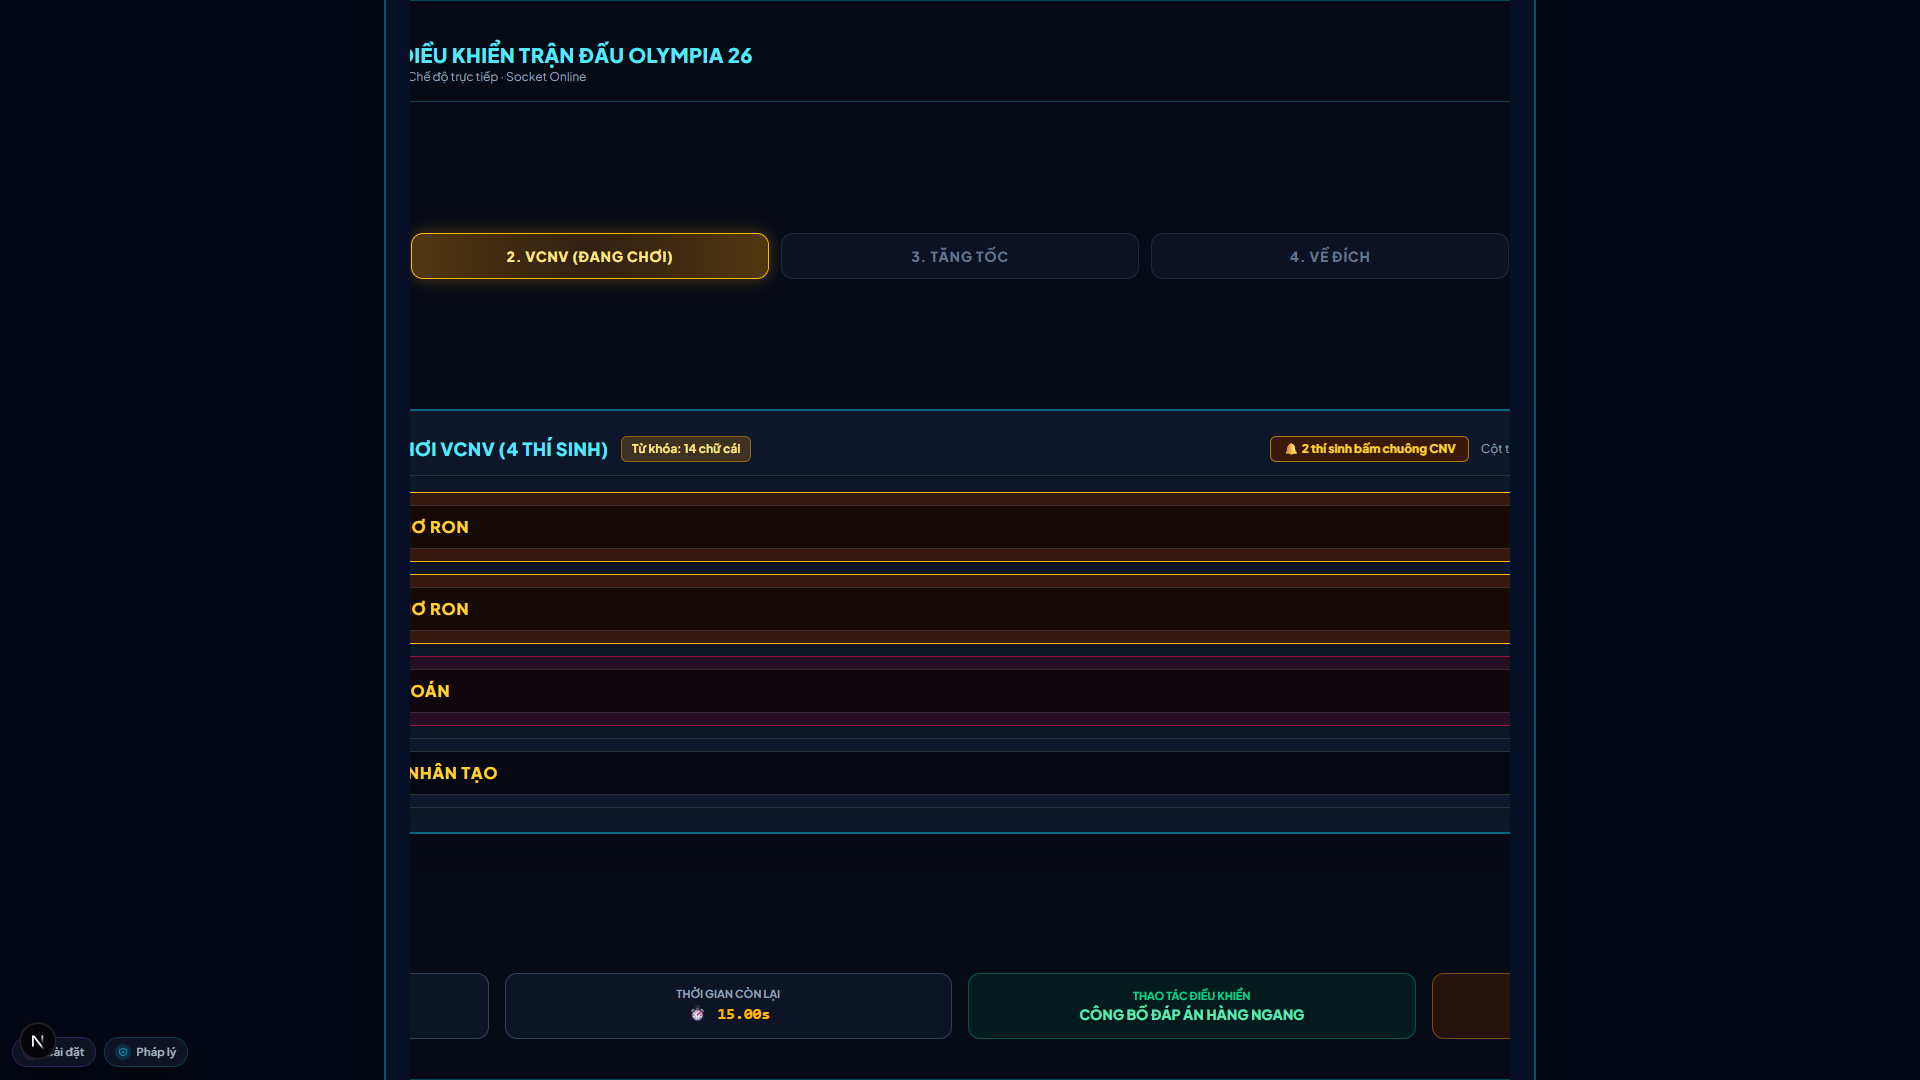 ĐIỀU KHIỂN TRẬN ĐẤU OLYMPIA 26
Chế độ trực tiếp · Socket Online
2. VCNV (ĐANG CHƠI)
3. TĂNG TỐC
4. VỀ ĐÍCH
HƠI VCNV (4 THÍ SINH)
Từ khóa: 14 chữ cái
🔔 2 thí sinh bấm chuông CNV
Cột t
Ơ RON
Ơ RON
OÁN
NHÂN TẠO
THỜI GIAN CÒN LẠI
⏰ 15.00s
THAO TÁC ĐIỀU KHIỂN
CÔNG BỐ ĐÁP ÁN HÀNG NGANG
N
ài đặt
Pháp lý